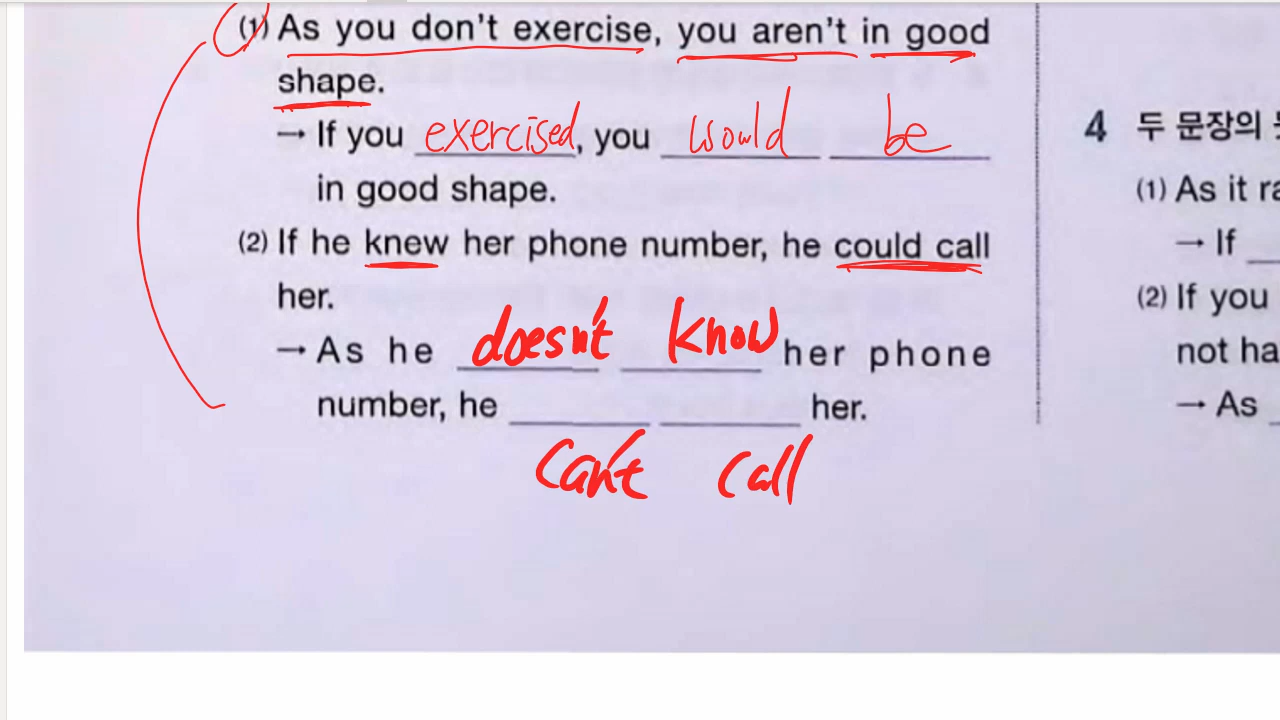 (1) As you don't exercise, you aren't in good
shape.
→ If you exercised, you would be
in good shape.
(2) If he knew her phone number, he could call
her.
→ As he doesn't know her phone
number, he ____ ____ her.
can't call
4 두 문장의
(1) As it
→ If
(2) If you
not
→ As